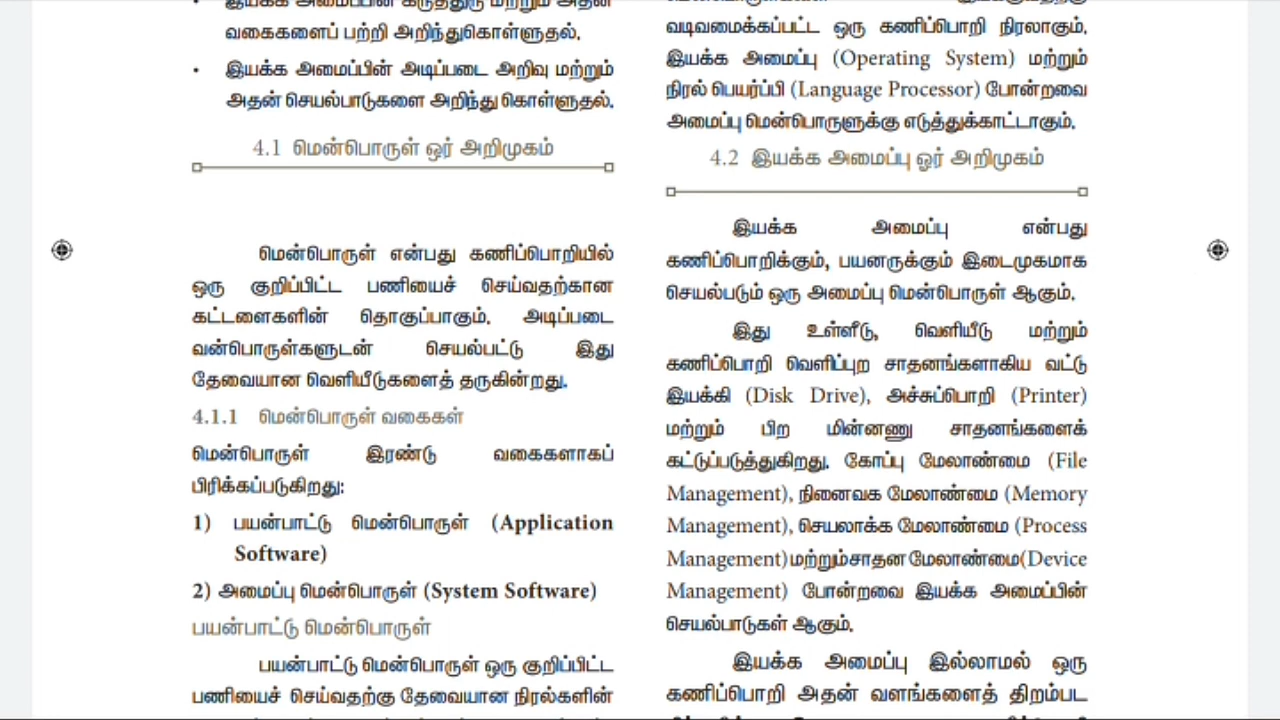 இயக்க அமைப்பின் கருத்துரு மற்றும் அதன்
வகைகளைப் பற்றி அறிந்துகொள்ளுதல்.
• இயக்க அமைப்பின் அடிப்படை அறிவு மற்றும்
அதன் செயல்பாடுகளை அறிந்து கொள்ளுதல்.
4.1 மென்பொருள் ஒர் அறிமுகம்
மென்பொருள் என்பது கணிப்பொறியில்
ஒரு குறிப்பிட்ட பணியைச் செய்வதற்கான
கட்டளைகளின் தொகுப்பாகும். அடிப்படை
வன்பொருள்களுடன் செயல்பட்டு இது
தேவையான வெளியீடுகளைத் தருகின்றது.
4.1.1 மென்பொருள் வகைகள்
மென்பொருள் இரண்டு வகைகளாகப்
பிரிக்கப்படுகிறது:
1) பயன்பாட்டு மென்பொருள் (Application
Software)
2) அமைப்பு மென்பொருள் (System Software)
பயன்பாட்டு மென்பொருள்
பயன்பாட்டு மென்பொருள் ஒரு குறிப்பிட்ட
பணியைச் செய்வதற்கு தேவையான நிரல்களின்
வடிவமைக்கப்பட்ட ஒரு கணிப்பொறி நிரலாகும்.
இயக்க அமைப்பு (Operating System) மற்றும்
நிரல் பெயர்ப்பி (Language Processor) போன்றவை
அமைப்பு மென்பொருளுக்கு எடுத்துக்காட்டாகும்.
4.2 இயக்க அமைப்பு ஓர் அறிமுகம்
இயக்க அமைப்பு என்பது
கணிப்பொறிக்கும், பயனருக்கும் இடைமுகமாக
செயல்படும் ஒரு அமைப்பு மென்பொருள் ஆகும்.
இது உள்ளீடு, வெளியீடு மற்றும்
கணிப்பொறி வெளிப்புற சாதனங்களாகிய வட்டு
இயக்கி (Disk Drive), அச்சுப்பொறி (Printer)
மற்றும் பிற மின்னணு சாதனங்களைக்
கட்டுப்படுத்துகிறது. கோப்பு மேலாண்மை (File
Management), நினைவக மேலாண்மை (Memory
Management), செயலாக்க மேலாண்மை (Process
Management) மற்றும்சாதன மேலாண்மை(Device
Management) போன்றவை இயக்க அமைப்பின்
செயல்பாடுகள் ஆகும்.
இயக்க அமைப்பு இல்லாமல் ஒரு
கணிப்பொறி அதன் வளங்களைத் திறம்பட